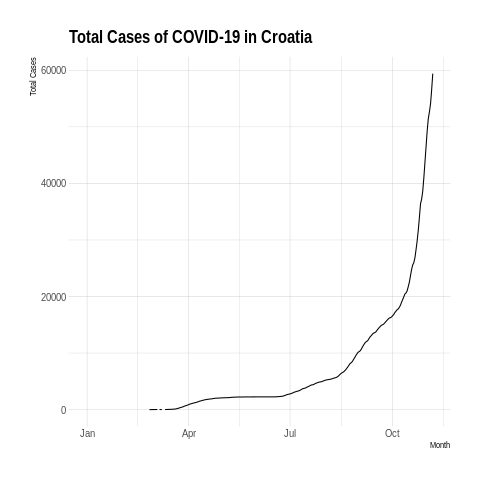 Total Cases of COVID-19 in Croatia
Total Cases
60000
40000
20000
0
Jan Apr Jul Oct
Month